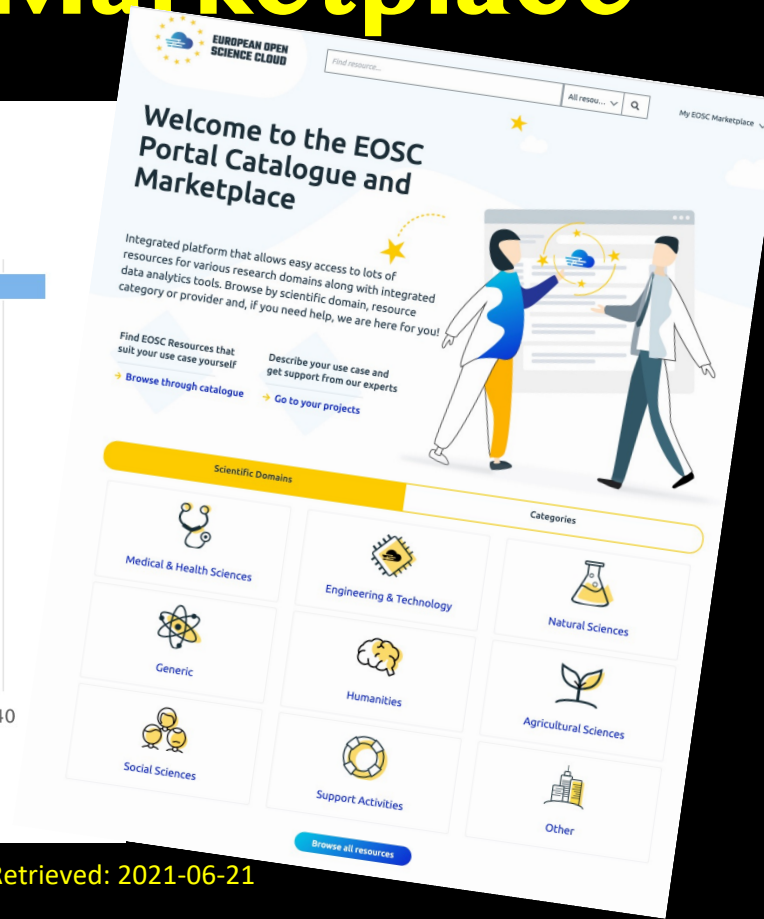 Marketplace
EUROPEAN OPEN
SCIENCE CLOUD
Find resource...
All resou...
My EOSC Marketplace
Welcome to the EOSC
Portal Catalogue and
Marketplace
Integrated platform that allows easy access to lots of
resources for various research domains along with integrated
data analytics tools. Browse by scientific domain, resource
category or provider and, if you need help, we are here for you!
Find EOSC Resources that
suit your use case yourself
→ Browse through catalogue
Describe your use case and
get support from our experts
→ Go to your projects
Scientific Domains
Categories
Medical & Health Sciences
Engineering & Technology
Natural Sciences
Generic
Humanities
Agricultural Sciences
Social Sciences
Support Activities
Other
Browse all resources
Retrieved: 2021-06-21